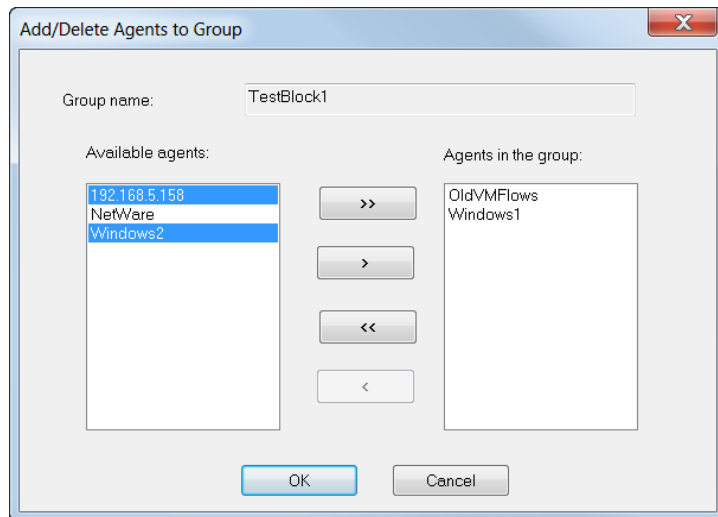 Add/Delete Agents to Group
X
Group name: TestBlock1
Available agents: Agents in the group:
192.168.5.158 >> OldVMFlows
NetWare Windows1
Windows2
>
<<
<
OK Cancel